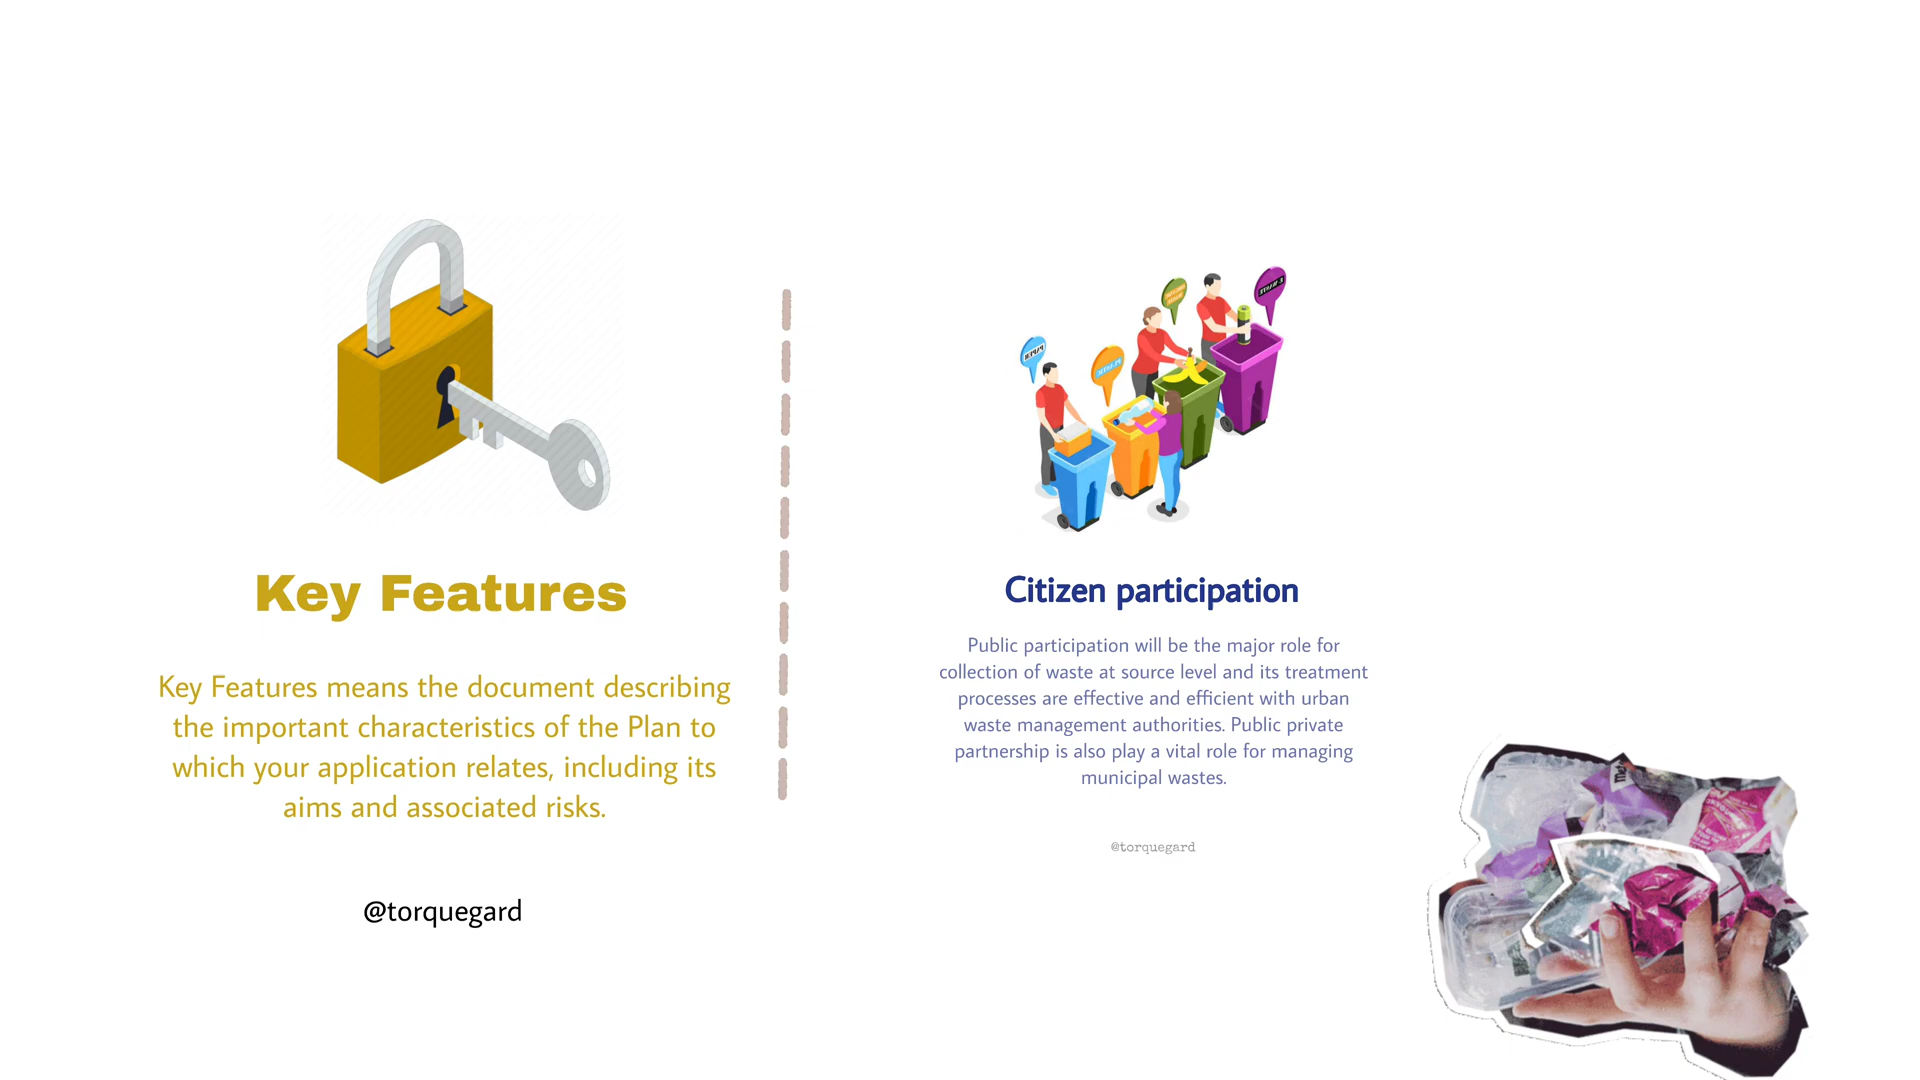 Key Features
Key Features means the document describing
the important characteristics of the Plan to
which your application relates, including its
aims and associated risks.
@torquegard
Citizen participation
Public participation will be the major role for
collection of waste at source level and its treatment
processes are effective and efficient with urban
waste management authorities. Public private
partnership is also play a vital role for managing
municipal wastes.
@torquegard